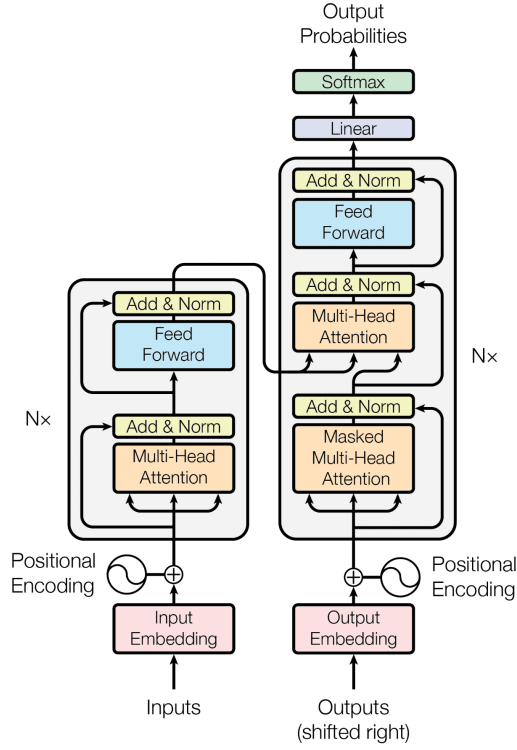 Output
Probabilities
Softmax
Linear
Add & Norm
Feed
Forward
Add & Norm
Multi-Head
Attention
Add & Norm
Masked
Multi-Head
Attention
N×
Positional
Encoding
Output
Embedding
Outputs
(shifted right)
Add & Norm
Feed
Forward
Add & Norm
Multi-Head
Attention
N×
Positional
Encoding
Input
Embedding
Inputs